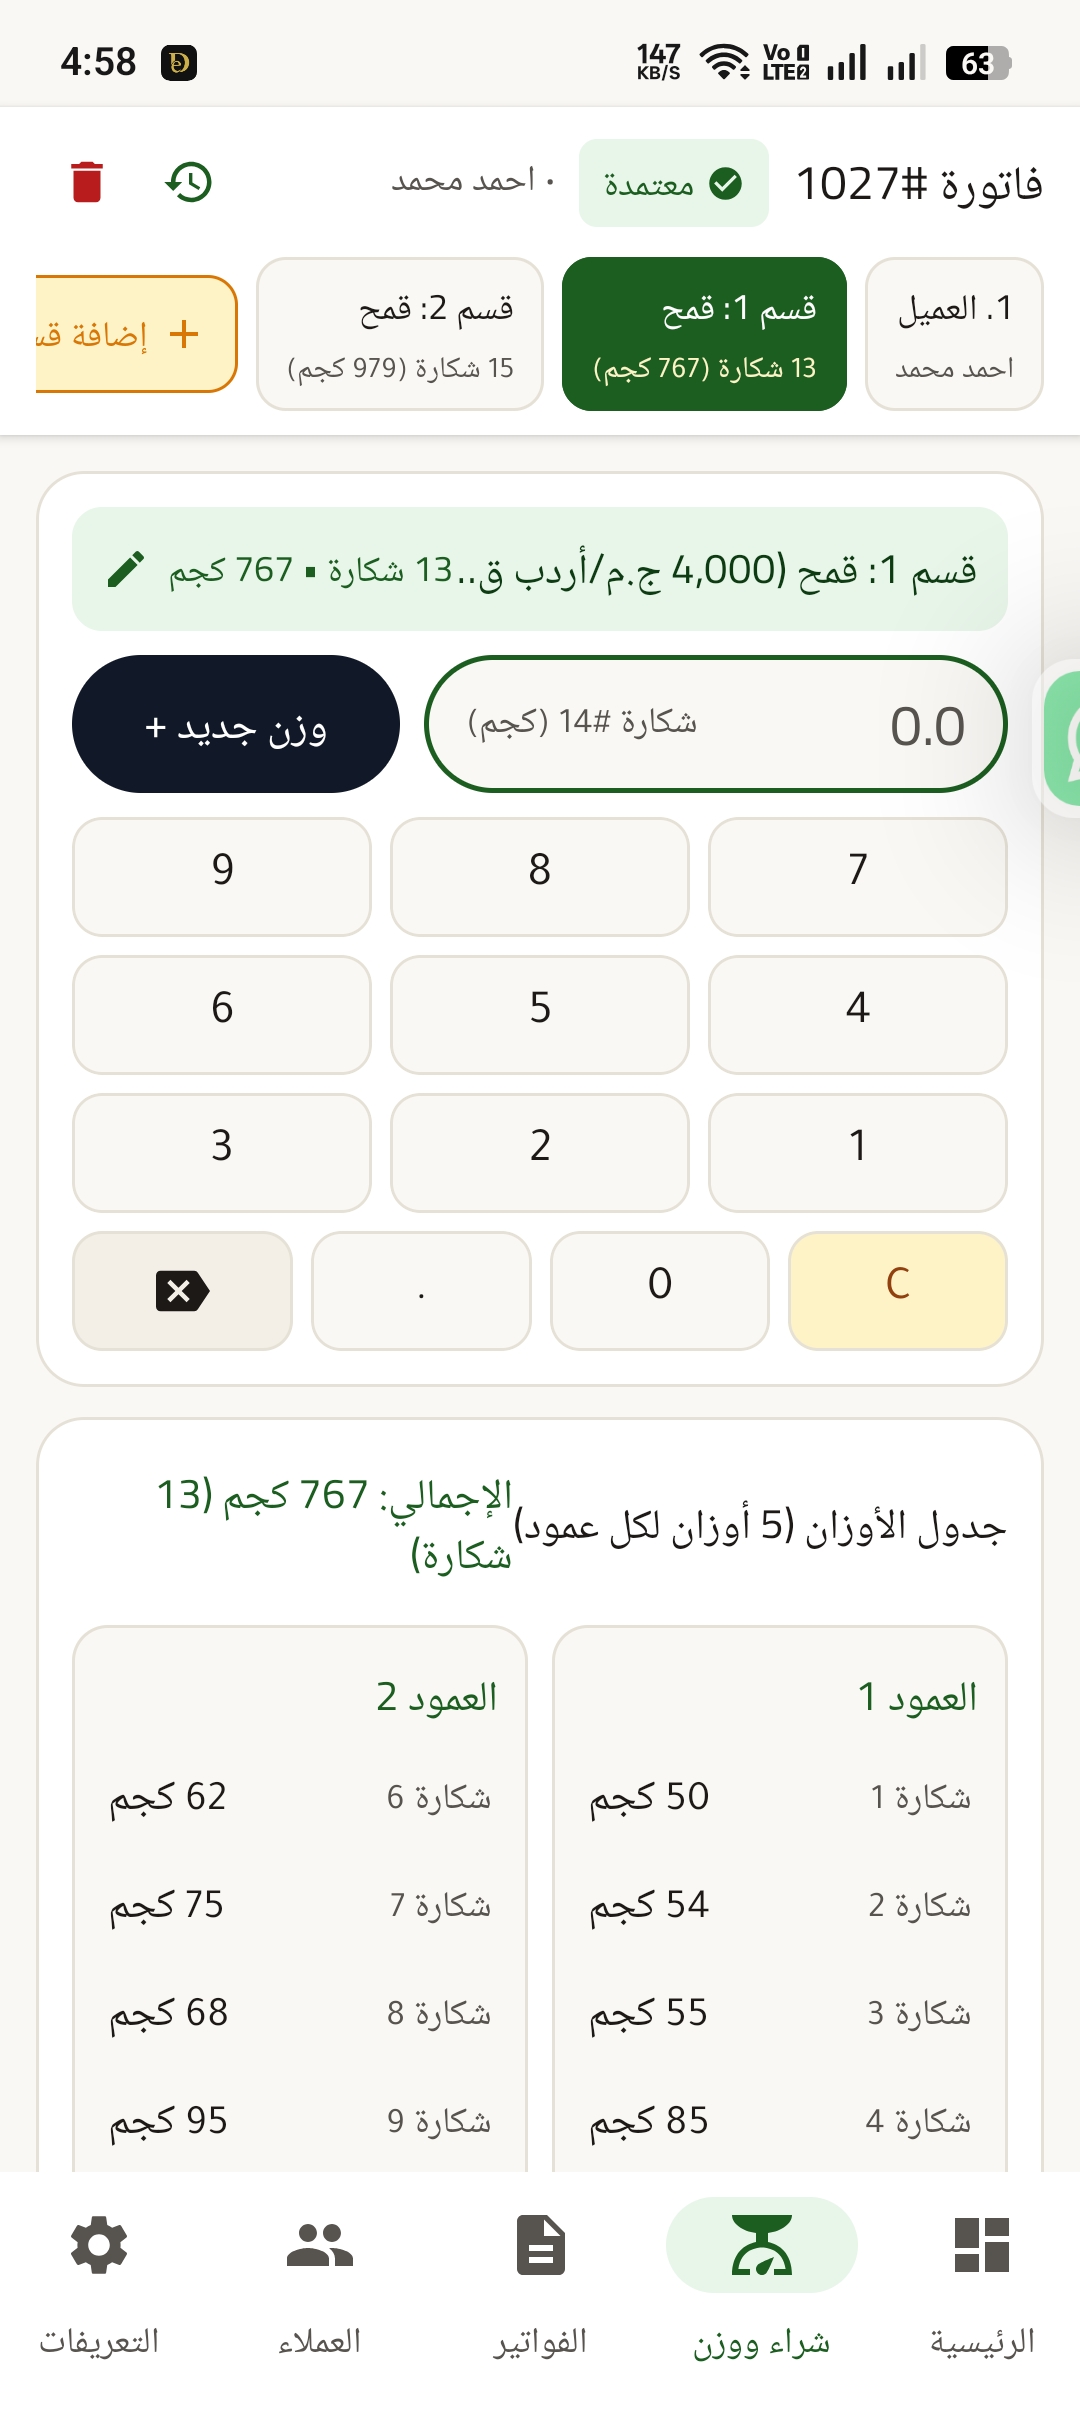 4:58
147 KB/S
Vo LTE 1 2
63
فاتورة #1027
معتمدة
• احمد محمد
1. العميل
احمد محمد
قسم 1: قمح
13 شكارة (767 كجم)
قسم 2: قمح
15 شكارة (979 كجم)
+ إضافة
قسم 1: قمح (4,000 ج.م/أردب ق..
13 شكارة ▪ 767 كجم
0.0
شكارة #14 (كجم)
وزن جديد +
7 8 9
4 5 6
1 2 3
C 0 .
جدول الأوزان (5 أوزان لكل عمود)
الإجمالي: 767 كجم (13
شكارة)
العمود 1
شكارة 1 50 كجم
شكارة 2 54 كجم
شكارة 3 55 كجم
شكارة 4 85 كجم
العمود 2
شكارة 6 62 كجم
شكارة 7 75 كجم
شكارة 8 68 كجم
شكارة 9 95 كجم
الرئيسية
شراء ووزن
الفواتير
العملاء
التعريفات